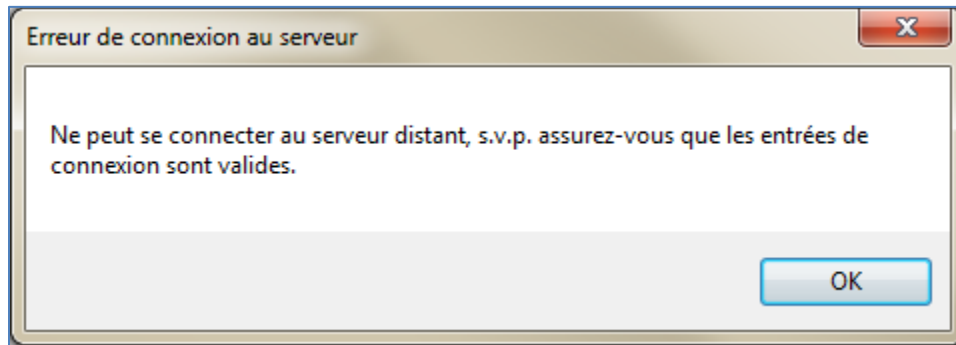 Erreur de connexion au serveur
Ne peut se connecter au serveur distant, s.v.p. assurez-vous que les entrées de
connexion sont valides.
OK